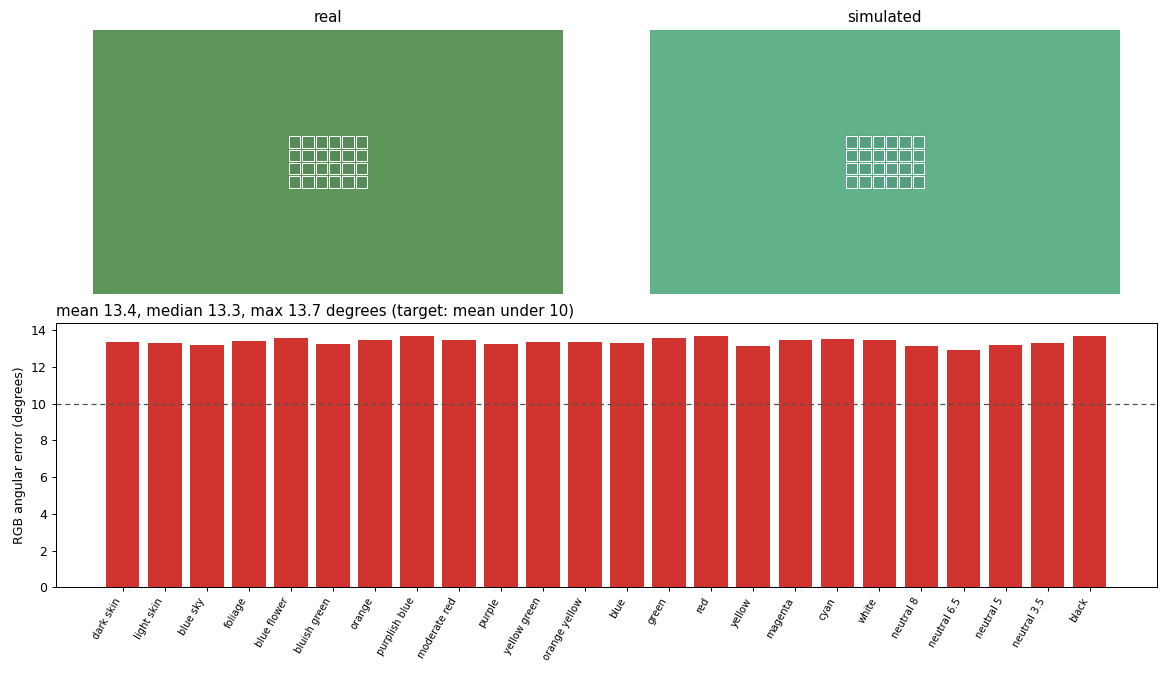 real
simulated
mean 13.4, median 13.3, max 13.7 degrees (target: mean under 10)
RGB angular error (degrees)
14
12
10
8
6
4
2
0
dark skin
light skin
blue sky
foliage
blue flower
bluish green
orange
purplish blue
moderate red
purple
yellow green
orange yellow
blue
green
red
yellow
magenta
cyan
white
neutral 8
neutral 6.5
neutral 5
neutral 3.5
black